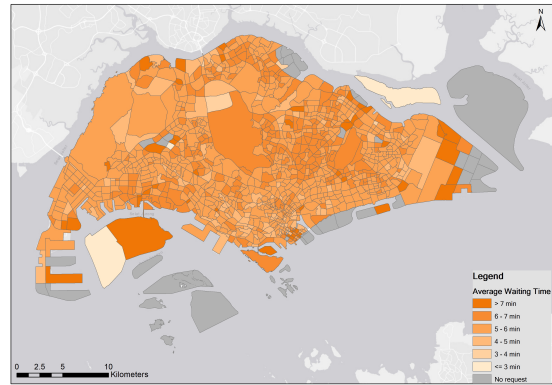 N
Legend
Average Waiting Time
> 7 min
6 - 7 min
5 - 6 min
4 - 5 min
3 - 4 min
<= 3 min
No request
0 2.5 5 10
Kilometers